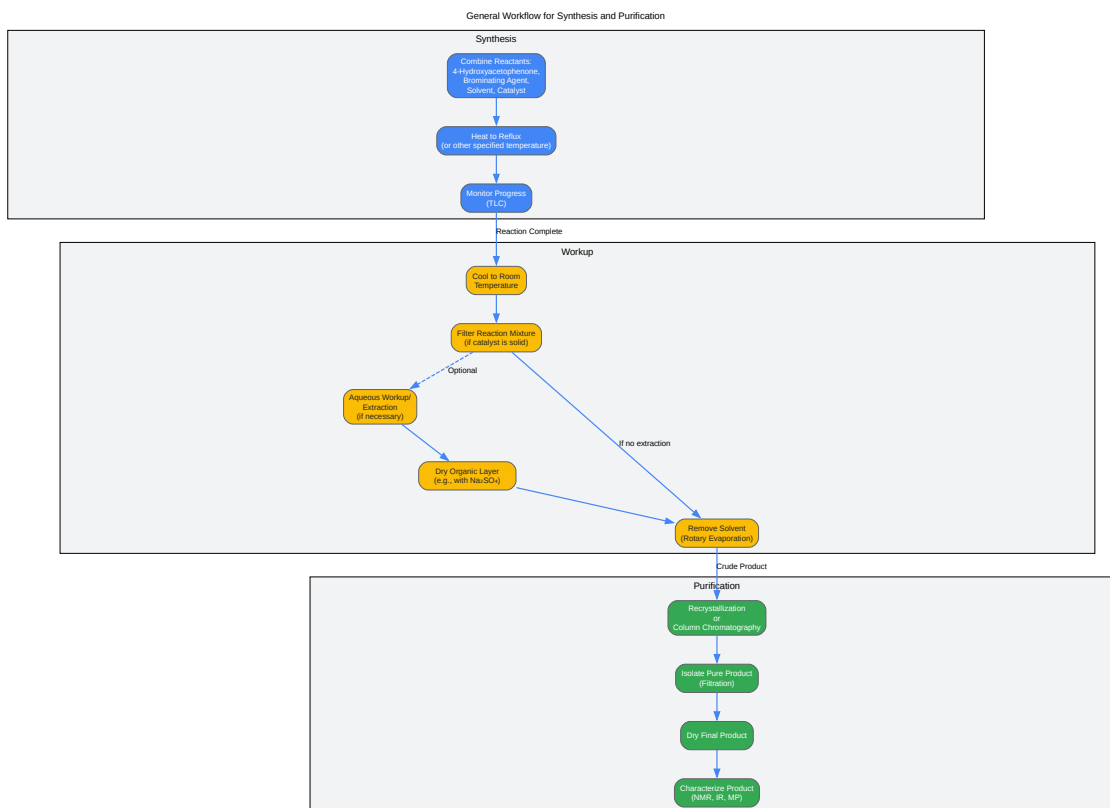 General Workflow for Synthesis and Purification
Synthesis
Combine Reactants:
4-Hydroxyacetophenone,
Brominating Agent,
Solvent, Catalyst
Heat to Reflux
(or other specified temperature)
Monitor Progress
(TLC)
Reaction Complete
Workup
Cool to Room
Temperature
Filter Reaction Mixture
(if catalyst is solid)
Optional
Aqueous Workup/
Extraction
(if necessary)
If no extraction
Dry Organic Layer
(e.g., with Na₂SO₄)
Remove Solvent
(Rotary Evaporation)
Crude Product
Purification
Recrystallization
or
Column Chromatography
Isolate Pure Product
(Filtration)
Dry Final Product
Characterize Product
(NMR, IR, MP)